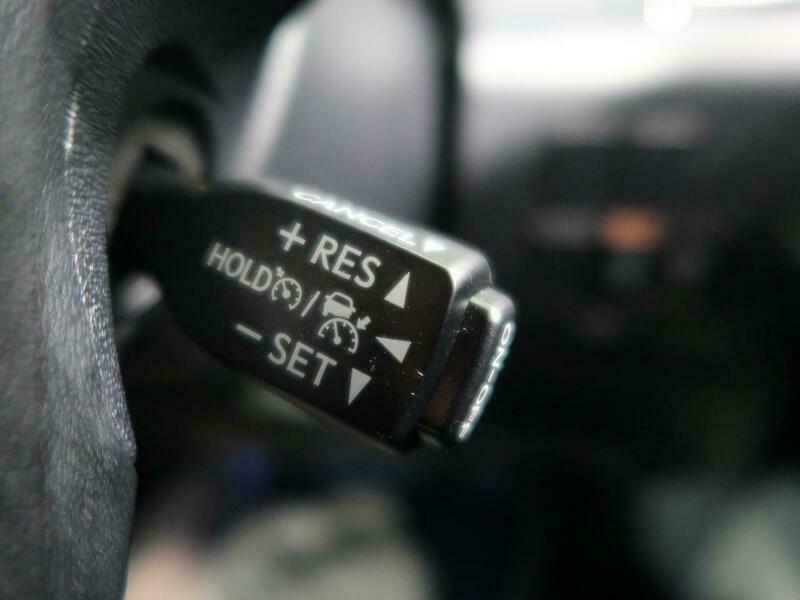 CANCEL
+ RES
HOLD /
- SET
ON-OFF